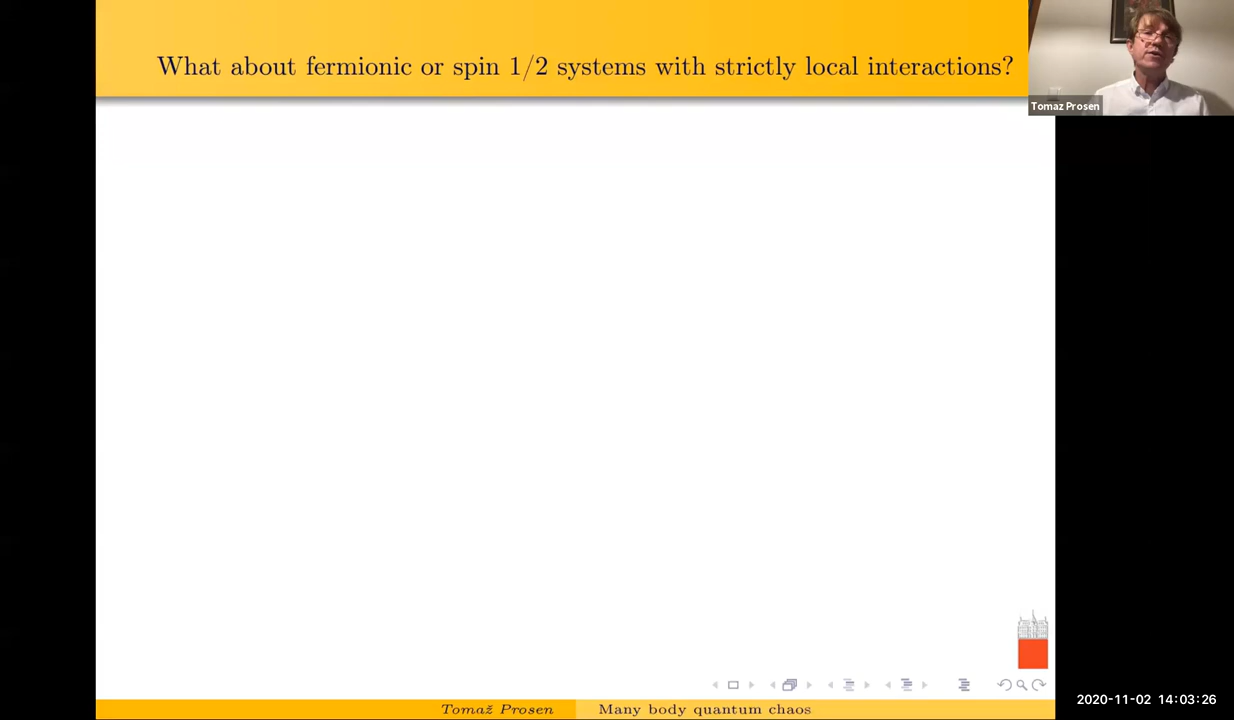 What about fermionic or spin 1/2 systems with strictly local interactions?
Tomaz Prosen
Tomaž Prosen
Many body quantum chaos
2020-11-02 14:03:26